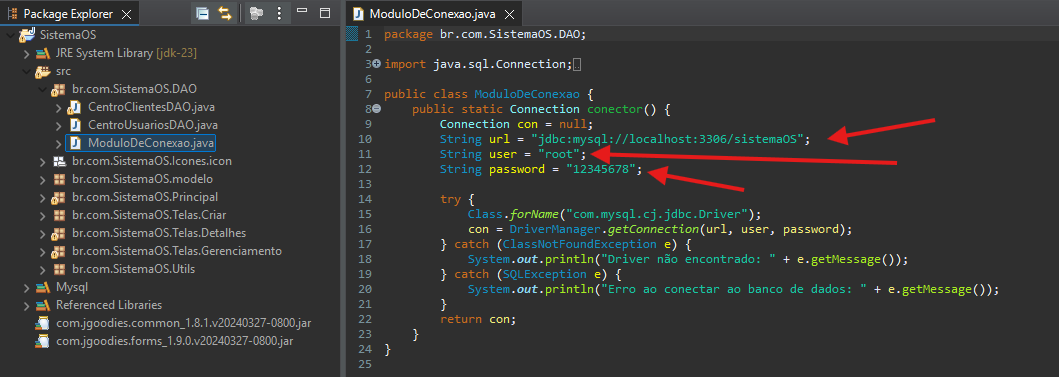 Package Explorer
SistemaOS
JRE System Library [jdk-23]
src
br.com.SistemaOS.DAO
CentroClientesDAO.java
CentroUsuariosDAO.java
ModuloDeConexao.java
br.com.SistemaOS.Icones.icon
br.com.SistemaOS.modelo
br.com.SistemaOS.Principal
br.com.SistemaOS.Telas.Criar
br.com.SistemaOS.Telas.Detalhes
br.com.SistemaOS.Telas.Gerenciamento
br.com.SistemaOS.Utils
Mysql
Referenced Libraries
com.jgoodies.common_1.8.1.v20240327-0800.jar
com.jgoodies.forms_1.9.0.v20240327-0800.jar
ModuloDeConexao.java
1 package br.com.SistemaOS.DAO;
2
3 import java.sql.Connection;
6
7 public class ModuloDeConexao {
8 public static Connection conector() {
9 Connection con = null;
10 String url = "jdbc:mysql://localhost:3306/sistemaOS";
11 String user = "root";
12 String password = "12345678";
13
14 try {
15 Class.forName("com.mysql.cj.jdbc.Driver");
16 con = DriverManager.getConnection(url, user, password);
17 } catch (ClassNotFoundException e) {
18 System.out.println("Driver não encontrado: " + e.getMessage());
19 } catch (SQLException e) {
20 System.out.println("Erro ao conectar ao banco de dados: " + e.getMessage());
21 }
22 return con;
23 }
24 }
25